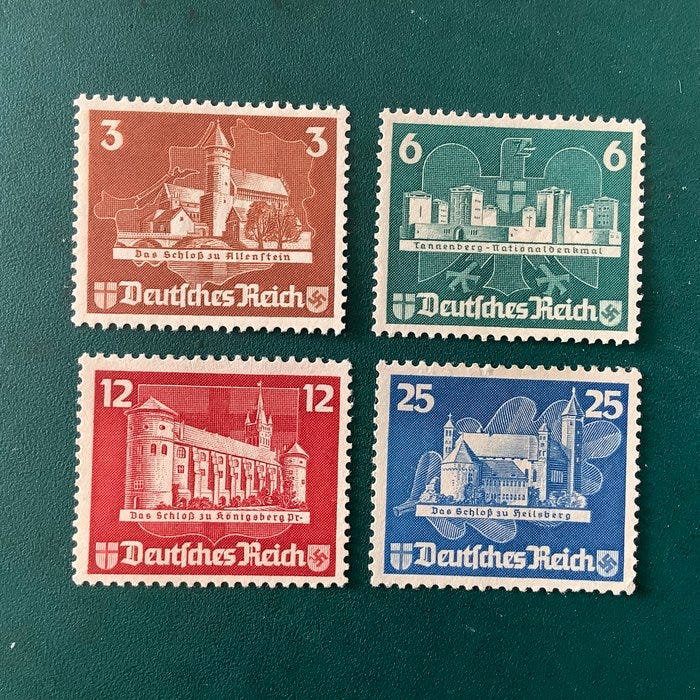 3 3
Das Schloß zu Allenstein
Deutsches Reich
6 6
Tannenberg-Nationaldenkmal
Deutsches Reich
12 12
Das Schloß zu Königsberg Pr.
Deutsches Reich
25 25
Das Schloß zu Heilsberg
Deutsches Reich